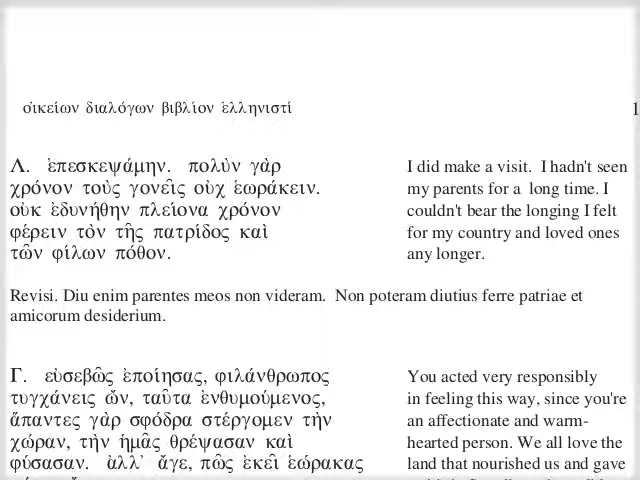 οἰκείων διαλόγων βιβλίον ἑλληνιστί
1
Λ. ἐπεσκεψάμην. πολὺν γὰρ
χρόνον τοὺς γονεῖς οὐχ ἑωράκειν.
οὐκ ἐδυνήθην πλείονα χρόνον
φέρειν τὸν τῆς πατρίδος καὶ
τῶν φίλων πόθον.
I did make a visit. I hadn't seen
my parents for a long time. I
couldn't bear the longing I felt
for my country and loved ones
any longer.
Revisi. Diu enim parentes meos non videram. Non poteram diutius ferre patriae et
amicorum desiderium.
Γ. εὐσεβῶς ἐποίησας, φιλάνθρωπος
τυγχάνεις ὤν, ταῦτα ἐνθυμούμενος,
ἅπαντες γὰρ σφόδρα στέργομεν τὴν
χώραν, τὴν ἡμᾶς θρέψασαν καὶ
φύσασαν. ἀλλ' ἄγε, πῶς ἐκεῖ ἑώρακας
You acted very responsibly
in feeling this way, since you're
an affectionate and warm-
hearted person. We all love the
land that nourished us and gave